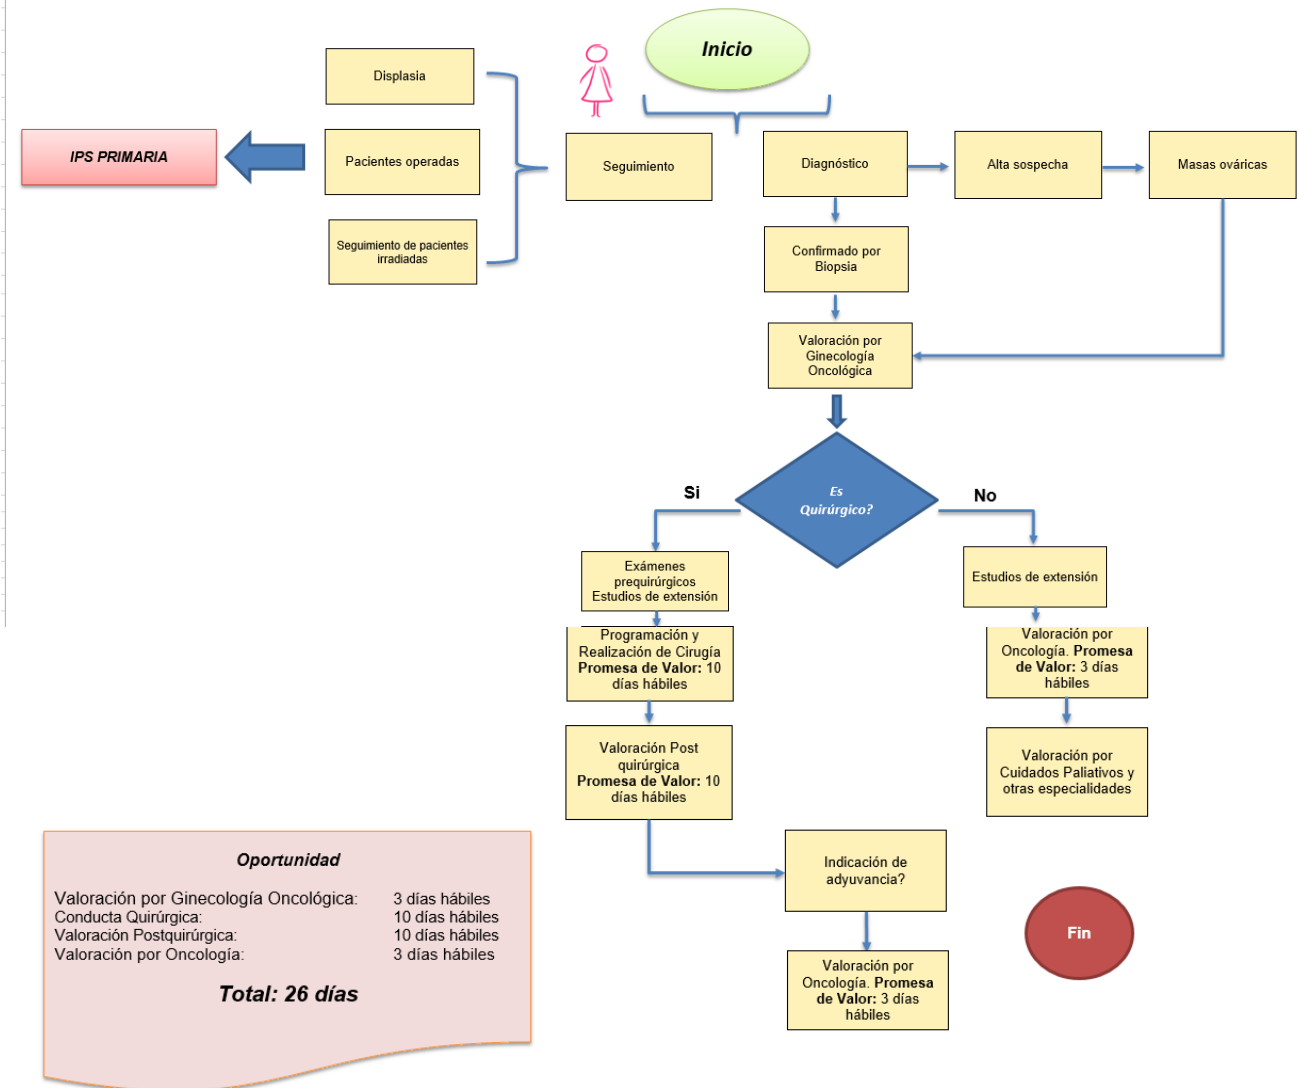 Inicio
Displasia
IPS PRIMARIA
Pacientes operadas
Seguimiento de pacientes
irradiadas
Seguimiento
Diagnóstico
Alta sospecha
Masas ováricas
Confirmado por
Biopsia
Valoración por
Ginecología
Oncológica
Es
Quirúrgico?
Si
No
Exámenes
prequirúrgicos
Estudios de extensión
Programación y
Realización de Cirugía
Promesa de Valor: 10
días hábiles
Valoración Post
quirúrgica
Promesa de Valor: 10
días hábiles
Estudios de extensión
Valoración por
Oncología. Promesa
de Valor: 3 días
hábiles
Valoración por
Cuidados Paliativos y
otras especialidades
Indicación de
adyuvancia?
Valoración por
Oncología. Promesa
de Valor: 3 días
hábiles
Fin
Oportunidad
Valoración por Ginecología Oncológica: 3 días hábiles
Conducta Quirúrgica: 10 días hábiles
Valoración Postquirúrgica: 10 días hábiles
Valoración por Oncología: 3 días hábiles
Total: 26 días